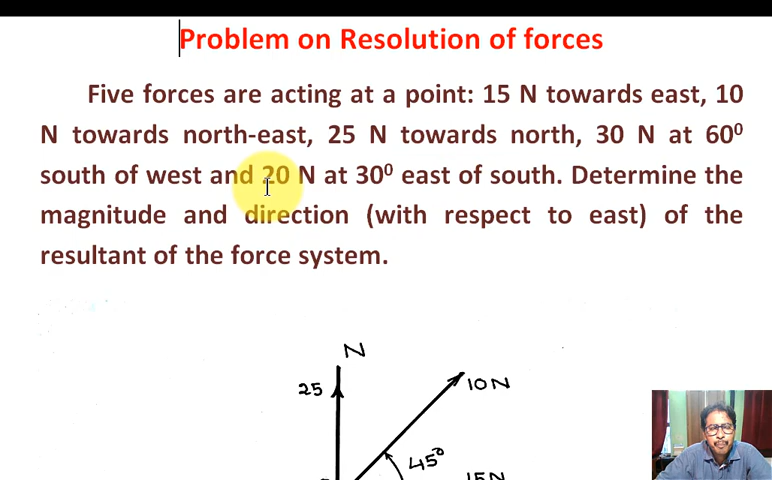 Problem on Resolution of forces
Five forces are acting at a point: 15 N towards east, 10
N towards north-east, 25 N towards north, 30 N at 60⁰
south of west and 20 N at 30⁰ east of south. Determine the
magnitude and direction (with respect to east) of the
resultant of the force system.
N
25
10N
45⁰
15N